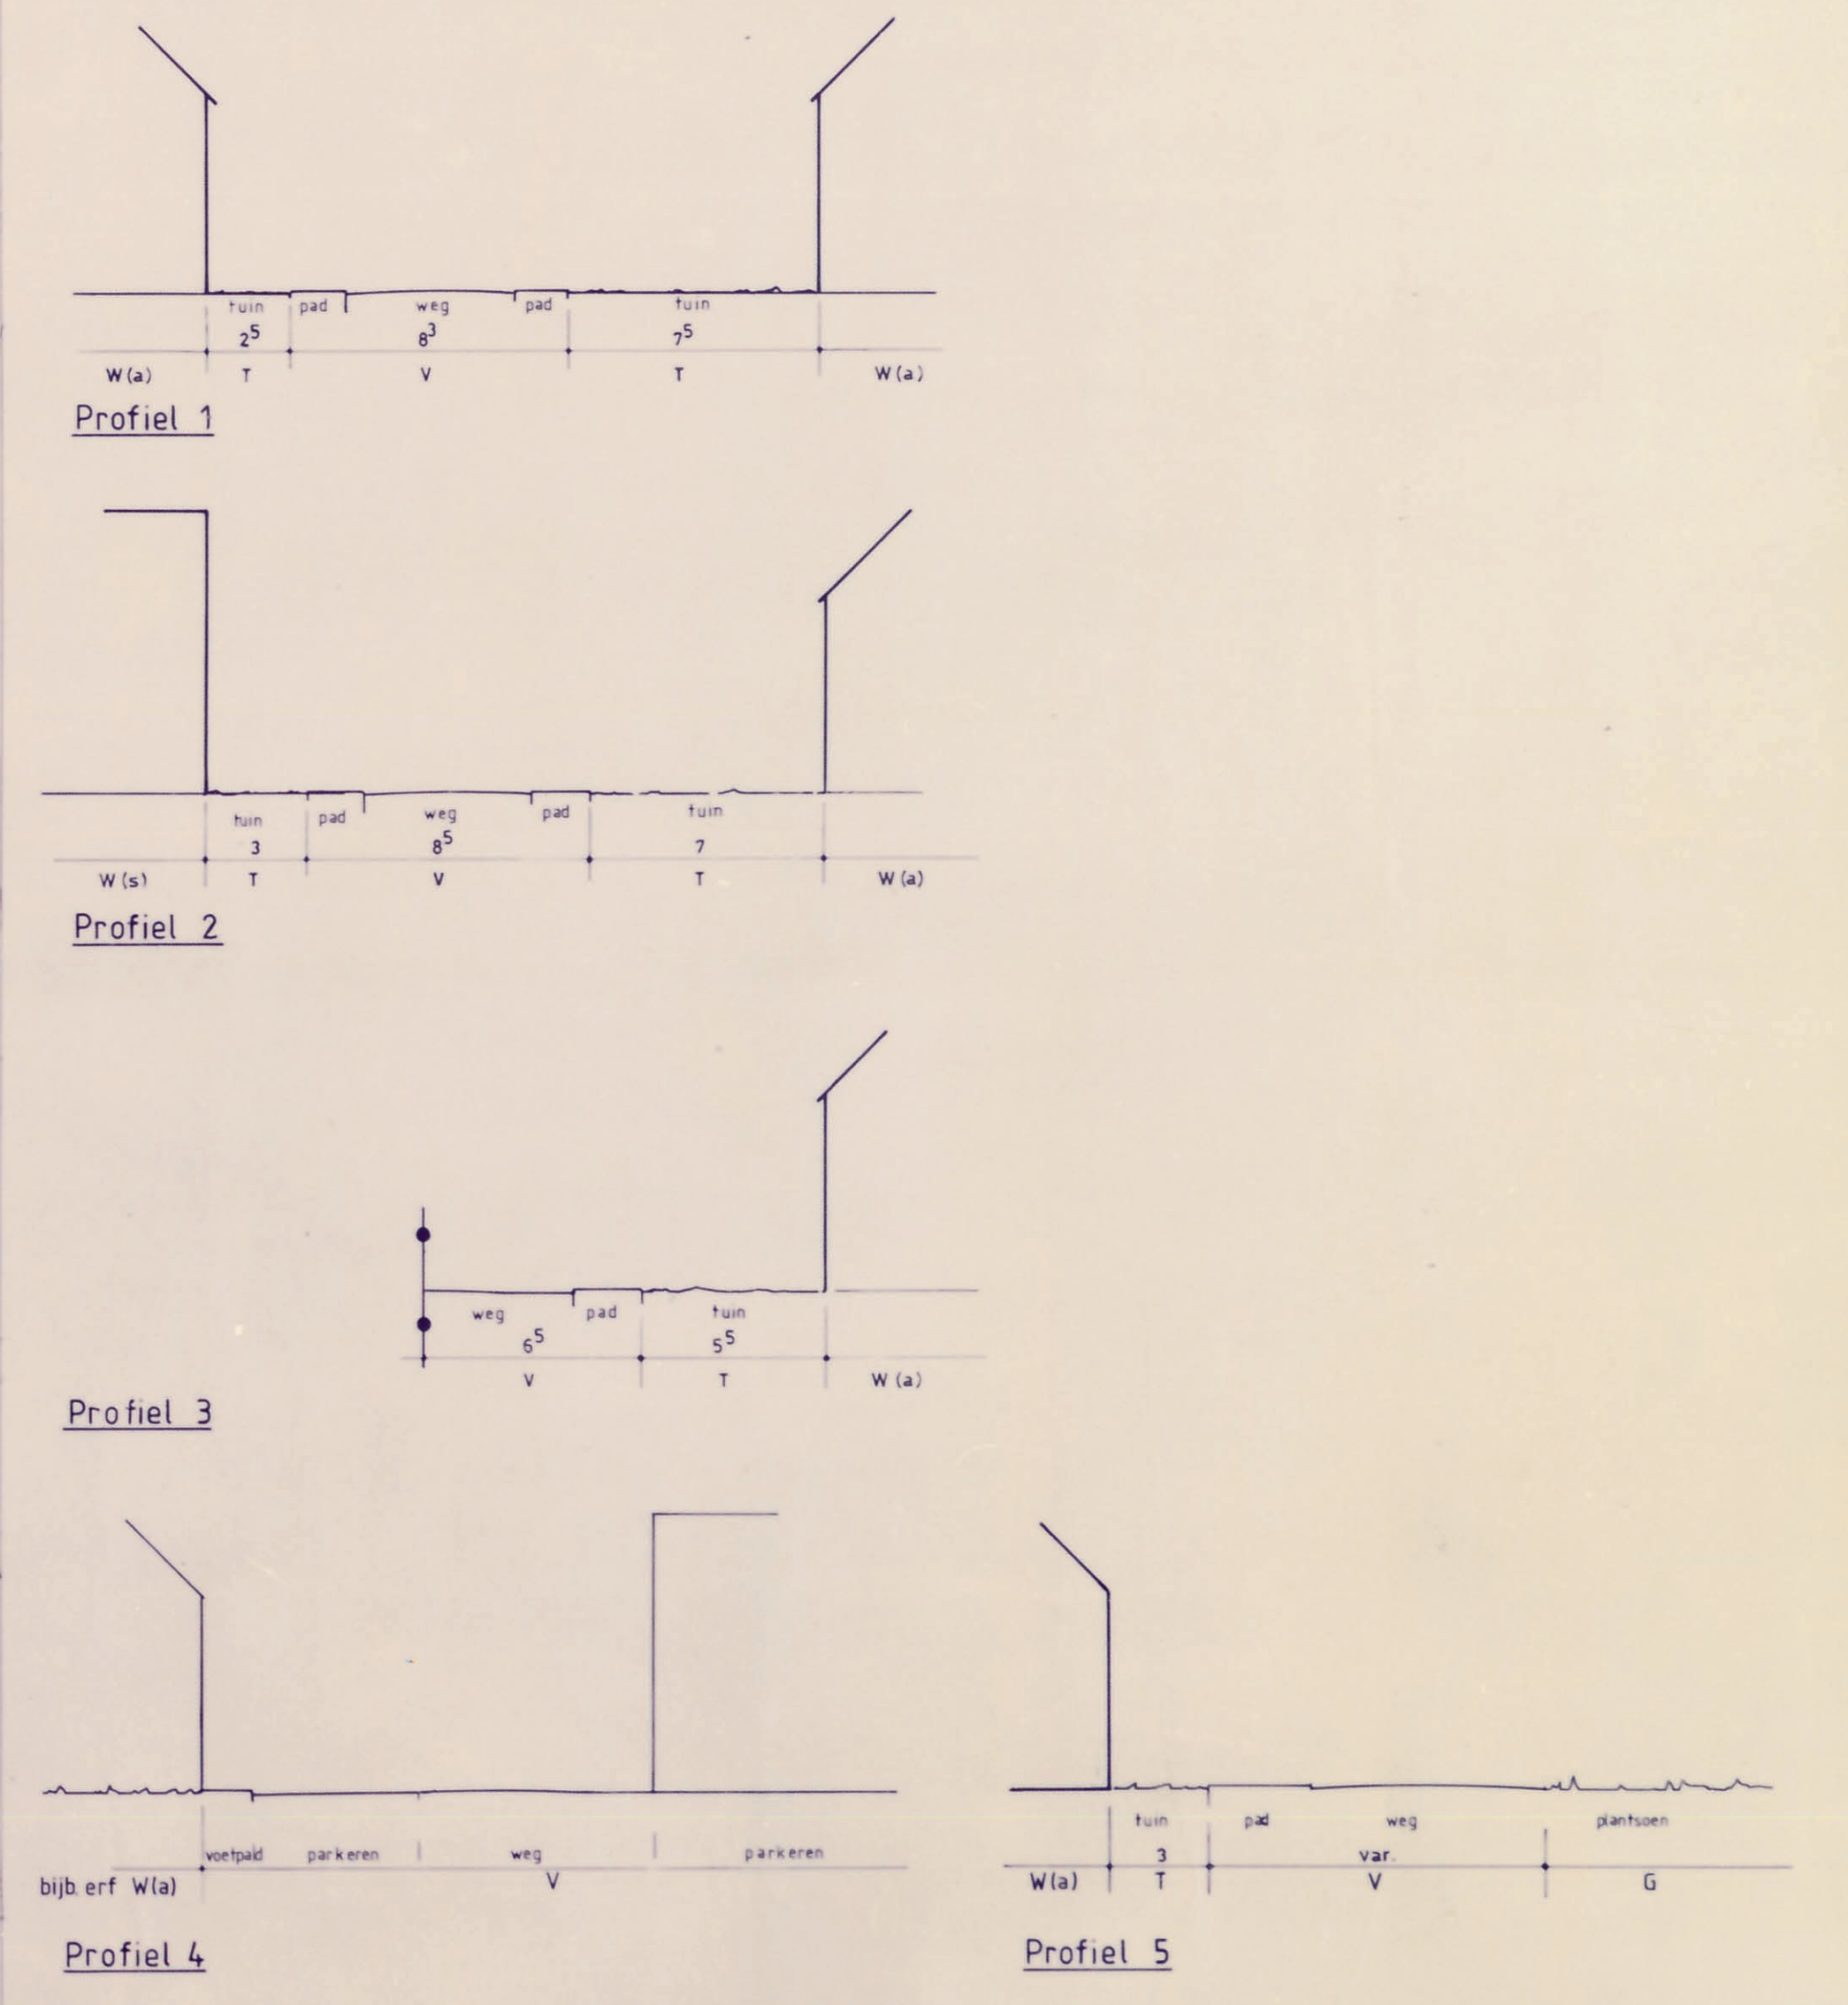 tuin pad weg pad tuin
2⁵ 8³ 7⁵
W(a) T V T W(a)
Profiel 1
tuin pad weg pad tuin
3 8⁵ 7
W(s) T V T W(a)
Profiel 2
weg pad tuin
6⁵ 5⁵
V T W(a)
Profiel 3
voetpald parkeren weg parkeren
bijb. erf W(a) V
Profiel 4
tuin pad weg plantsoen
3 var.
W(a) T V G
Profiel 5